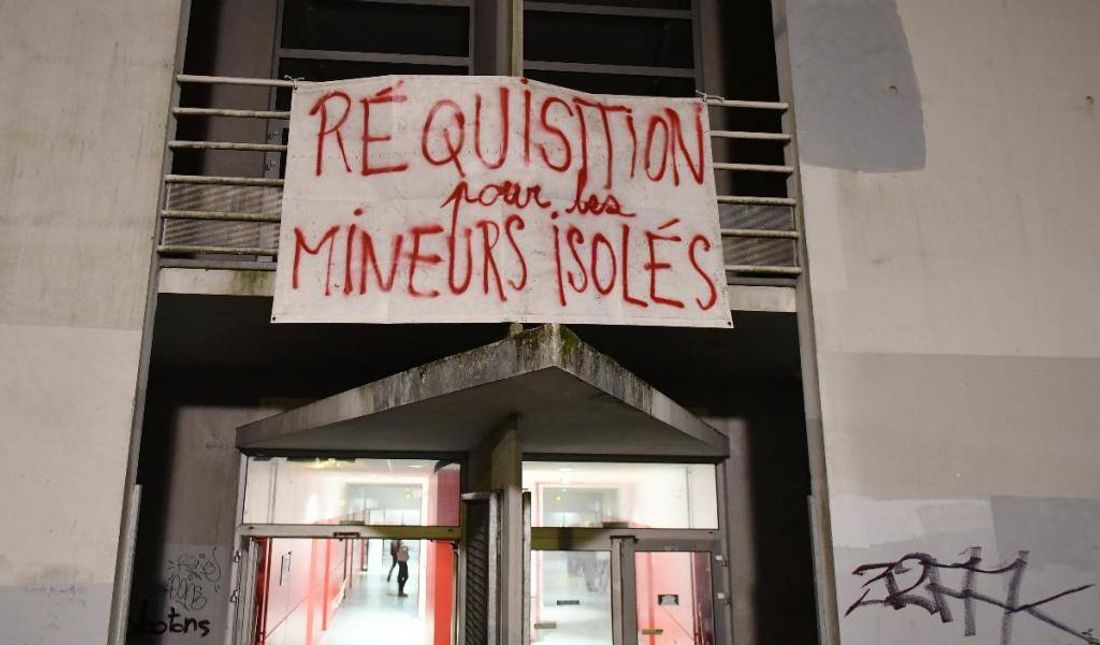 RÉQUISITION
pour les
MINEURS ISOLÉS